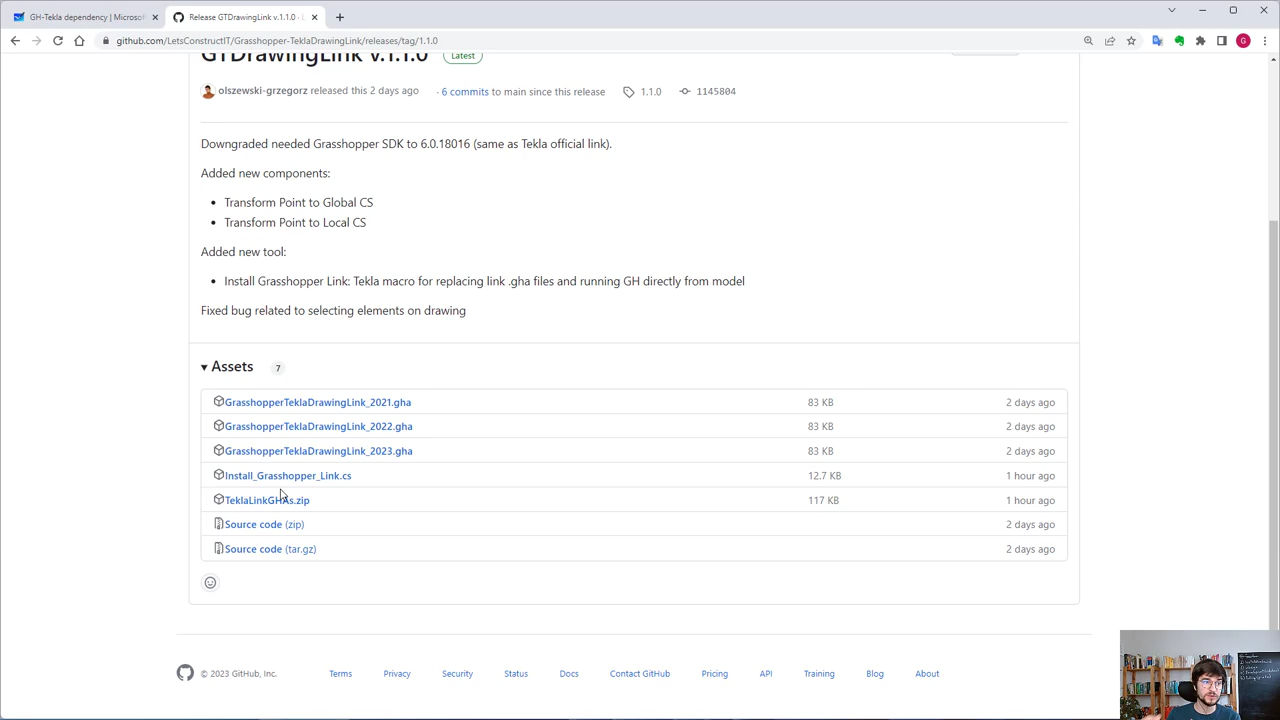 GH-Tekla dependency | Microsof
Release GTDrawingLink v.1.1.0 · L
github.com/LetsConstructIT/Grasshopper-TeklaDrawingLink/releases/tag/1.1.0
G
GTDrawingLink v.1.1.0
Latest
olszewski-grzegorz released this 2 days ago · 6 commits to main since this release 1.1.0 1145804
Downgraded needed Grasshopper SDK to 6.0.18016 (same as Tekla official link).
Added new components:
• Transform Point to Global CS
• Transform Point to Local CS
Added new tool:
• Install Grasshopper Link: Tekla macro for replacing link .gha files and running GH directly from model
Fixed bug related to selecting elements on drawing
Assets 7
GrasshopperTeklaDrawingLink_2021.gha 83 KB 2 days ago
GrasshopperTeklaDrawingLink_2022.gha 83 KB 2 days ago
GrasshopperTeklaDrawingLink_2023.gha 83 KB 2 days ago
Install_Grasshopper_Link.cs 12.7 KB 1 hour ago
TeklaLinkGHAs.zip 117 KB 1 hour ago
Source code (zip) 2 days ago
Source code (tar.gz) 2 days ago
© 2023 GitHub, Inc. Terms Privacy Security Status Docs Contact GitHub Pricing API Training Blog About